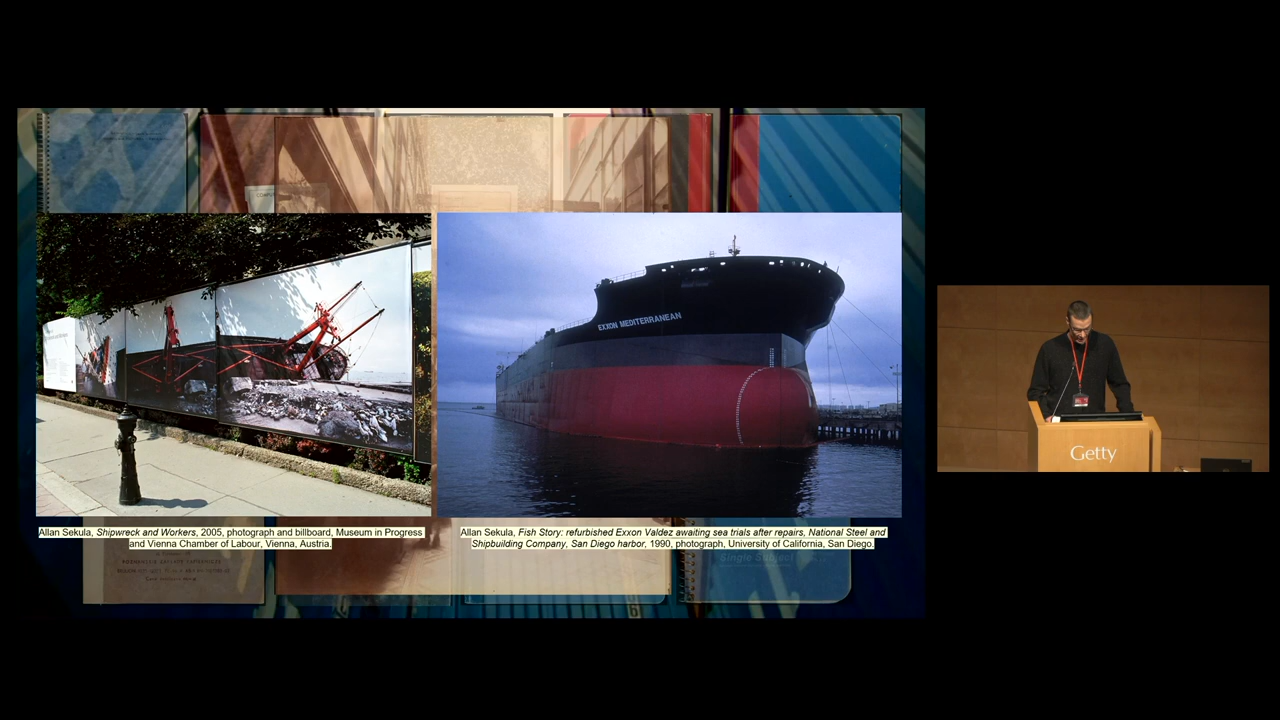 EXXON MEDITERRANEAN
Allan Sekula, Shipwreck and Workers, 2005, photograph and billboard, Museum in Progress
and Vienna Chamber of Labour, Vienna, Austria.
Allan Sekula, Fish Story: refurbished Exxon Valdez awaiting sea trials after repairs, National Steel and
Shipbuilding Company, San Diego harbor, 1990, photograph, University of California, San Diego.
Single Subject
Getty